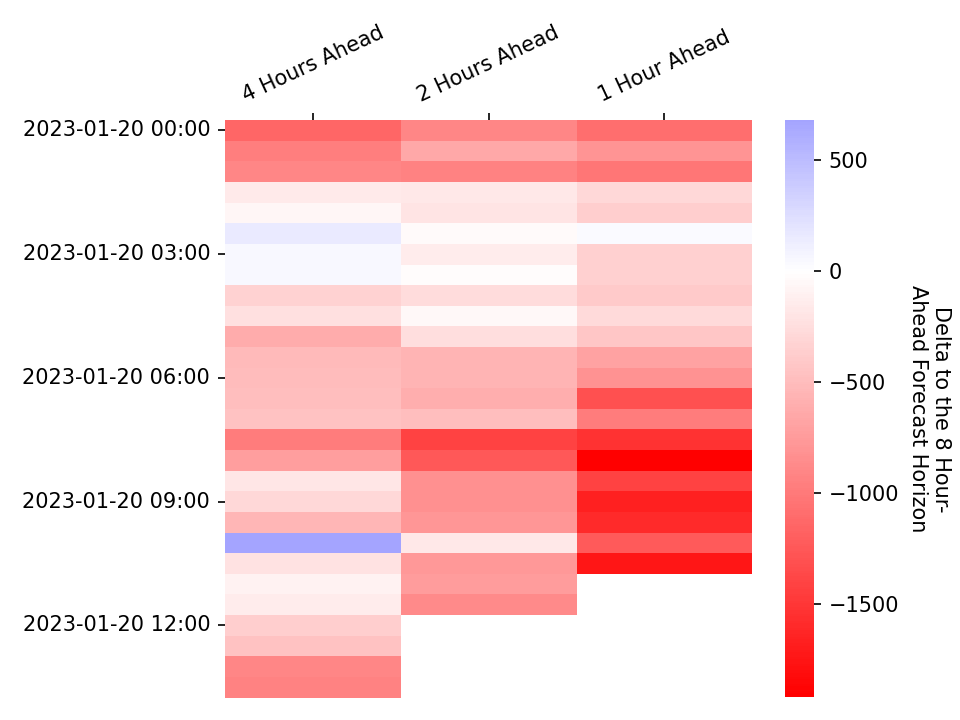 4 Hours Ahead
2 Hours Ahead
1 Hour Ahead
2023-01-20 00:00
2023-01-20 03:00
2023-01-20 06:00
2023-01-20 09:00
2023-01-20 12:00
500
0
−500
−1000
−1500
Delta to the 8 Hour-
Ahead Forecast Horizon